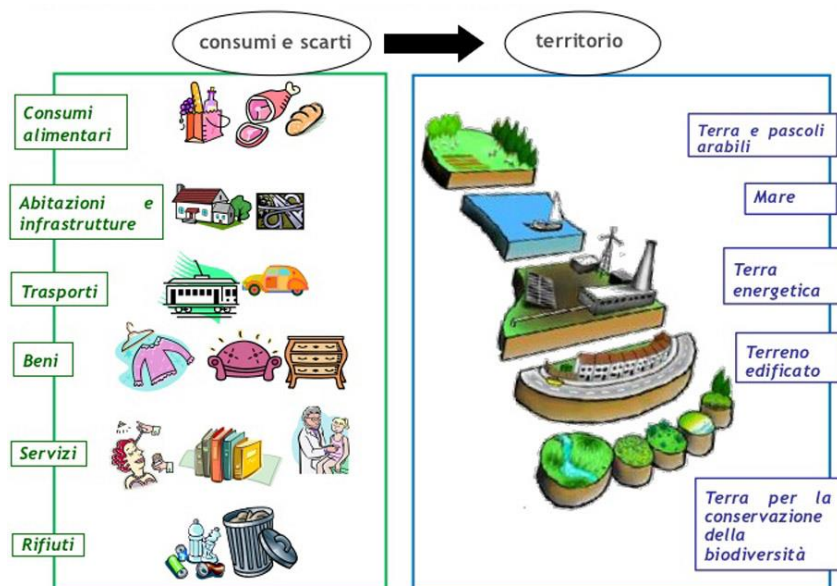 consumi e scarti
territorio
Consumi
alimentari
Abitazioni e
infrastrutture
Trasporti
Beni
Servizi
Rifiuti
Terra e pascoli
arabili
Mare
Terra
energetica
Terreno
edificato
Terra per la
conservazione
della
biodiversità